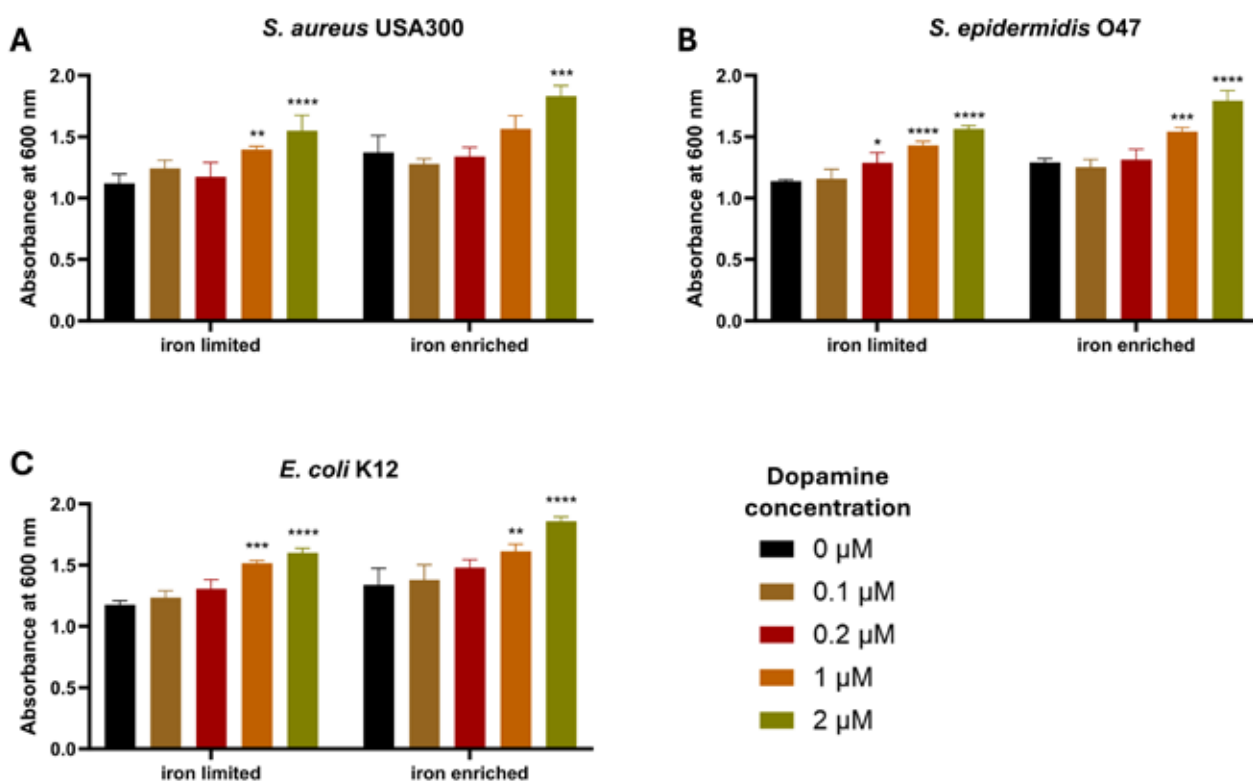 A
S. aureus USA300
Absorbance at 600 nm
2.0
1.5
1.0
0.5
0.0
**
****
***
iron limited
iron enriched
B
S. epidermidis O47
Absorbance at 600 nm
2.0
1.5
1.0
0.5
0.0
*
****
****
***
****
iron limited
iron enriched
C
E. coli K12
Absorbance at 600 nm
2.0
1.5
1.0
0.5
0.0
***
****
**
****
iron limited
iron enriched
Dopamine
concentration
0 µM
0.1 µM
0.2 µM
1 µM
2 µM